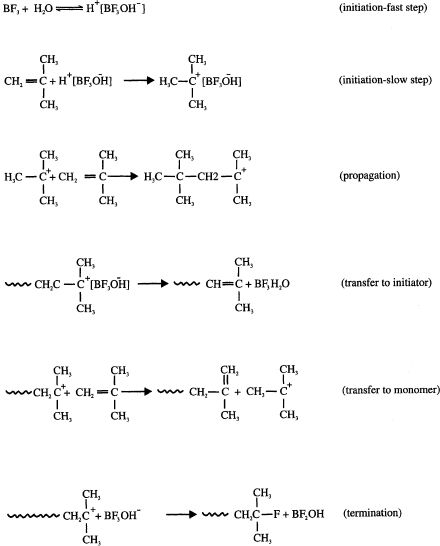 BF₃ + H₂O ⇌ H⁺[BF₃OH⁻] (initiation-fast step)
CH₃ CH₃
CH₂ = C + H⁺[BF₃OH⁻] → H₃C — C⁺ [BF₃OH⁻] (initiation-slow step)
CH₃ CH₃
CH₃ CH₃ CH₃ CH₃
H₃C — C⁺ + CH₂ = C → H₃C — C — CH2 — C⁺ (propagation)
CH₃ CH₃ CH₃ CH₃
CH₃ CH₃
CH₂C — C⁺[BF₃OH⁻] → CH = C + BF₃H₂O (transfer to initiator)
CH₃ CH₃
CH₃ CH₃ CH₂ CH₃
CH₂C⁺ + CH₂ = C → CH₂ — C + CH₃ — C⁺ (transfer to monomer)
CH₃ CH₃ CH₃ CH₃
CH₃ CH₃
CH₂C⁺ + BF₃OH⁻ → CH₂C — F + BF₂OH (termination)
CH₃ CH₃